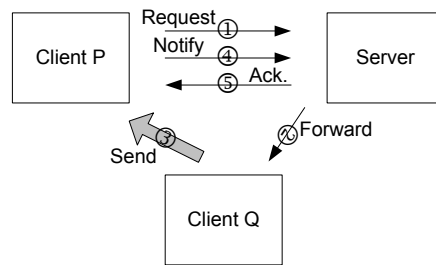 Request
①
Client P
Notify
④
Server
⑤ Ack.
② Forward
③
Send
Client Q